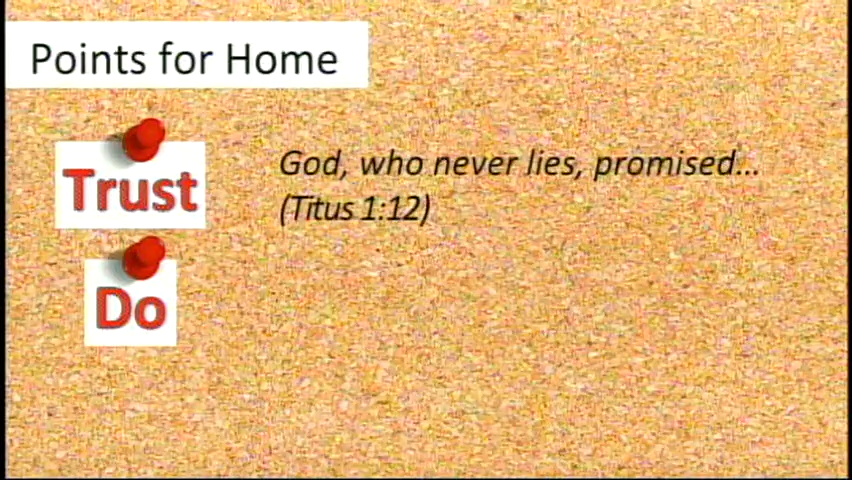 Points for Home
Trust
God, who never lies, promised...
(Titus 1:12)
Do